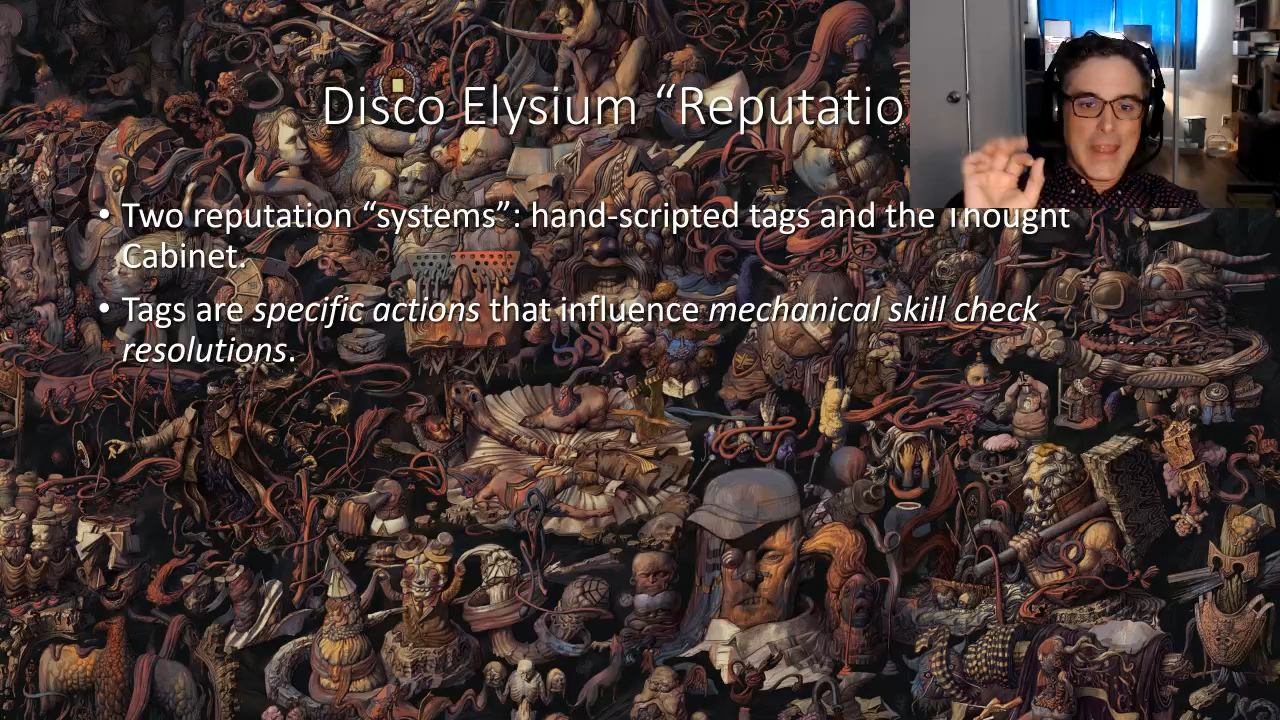 Disco Elysium “Reputatio
• Two reputation “systems”: hand-scripted tags and the Thought
Cabinet.
• Tags are specific actions that influence mechanical skill check
resolutions.